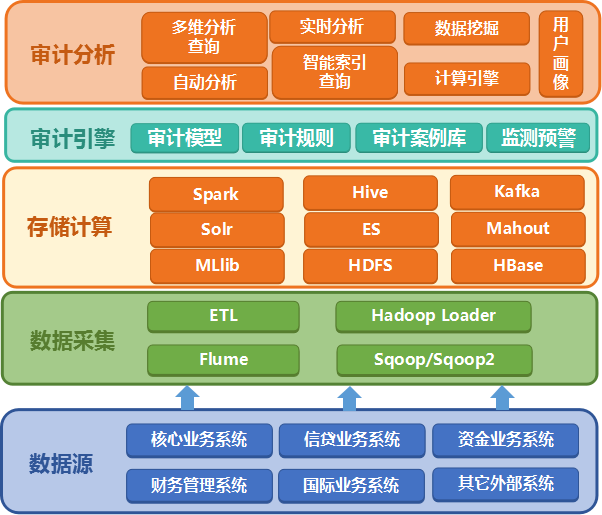 审计分析
多维分析
查询
实时分析
数据挖掘
用户画像
自动分析
智能索引
查询
计算引擎
审计引擎
审计模型
审计规则
审计案例库
监测预警
存储计算
Spark
Hive
Kafka
Solr
ES
Mahout
MLlib
HDFS
HBase
数据采集
ETL
Hadoop Loader
Flume
Sqoop/Sqoop2
数据源
核心业务系统
信贷业务系统
资金业务系统
财务管理系统
国际业务系统
其它外部系统